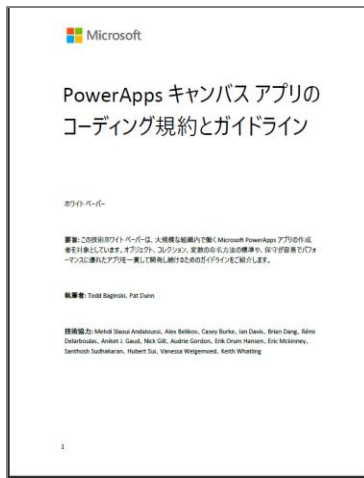 Microsoft
PowerApps キャンバス アプリの
コーディング規約とガイドライン
ホワイト ペーパー
要旨: この技術ホワイト ペーパーは、大規模な組織内で働く Microsoft PowerApps アプリの作成
者を対象としています。オブジェクト、コレクション、変数の命名方法の標準や、保守が容易でパフォ
ーマンスに優れたアプリを一貫して開発し続けるためのガイドラインをご紹介します。
執筆者: Todd Baginski、Pat Dunn
技術協力: Mehdi Slaoui Andaloussi、Alex Belikov、Casey Burke、Ian Davis、Brian Dang、Rémi
Delarboulas、Aniket J. Gaud、Nick Gill、Audrie Gordon、Erik Orum Hansen、Eric Mckinney、
Santhosh Sudhakaran、Hubert Sui、Vanessa Welgemoed、Keith Whatling
1